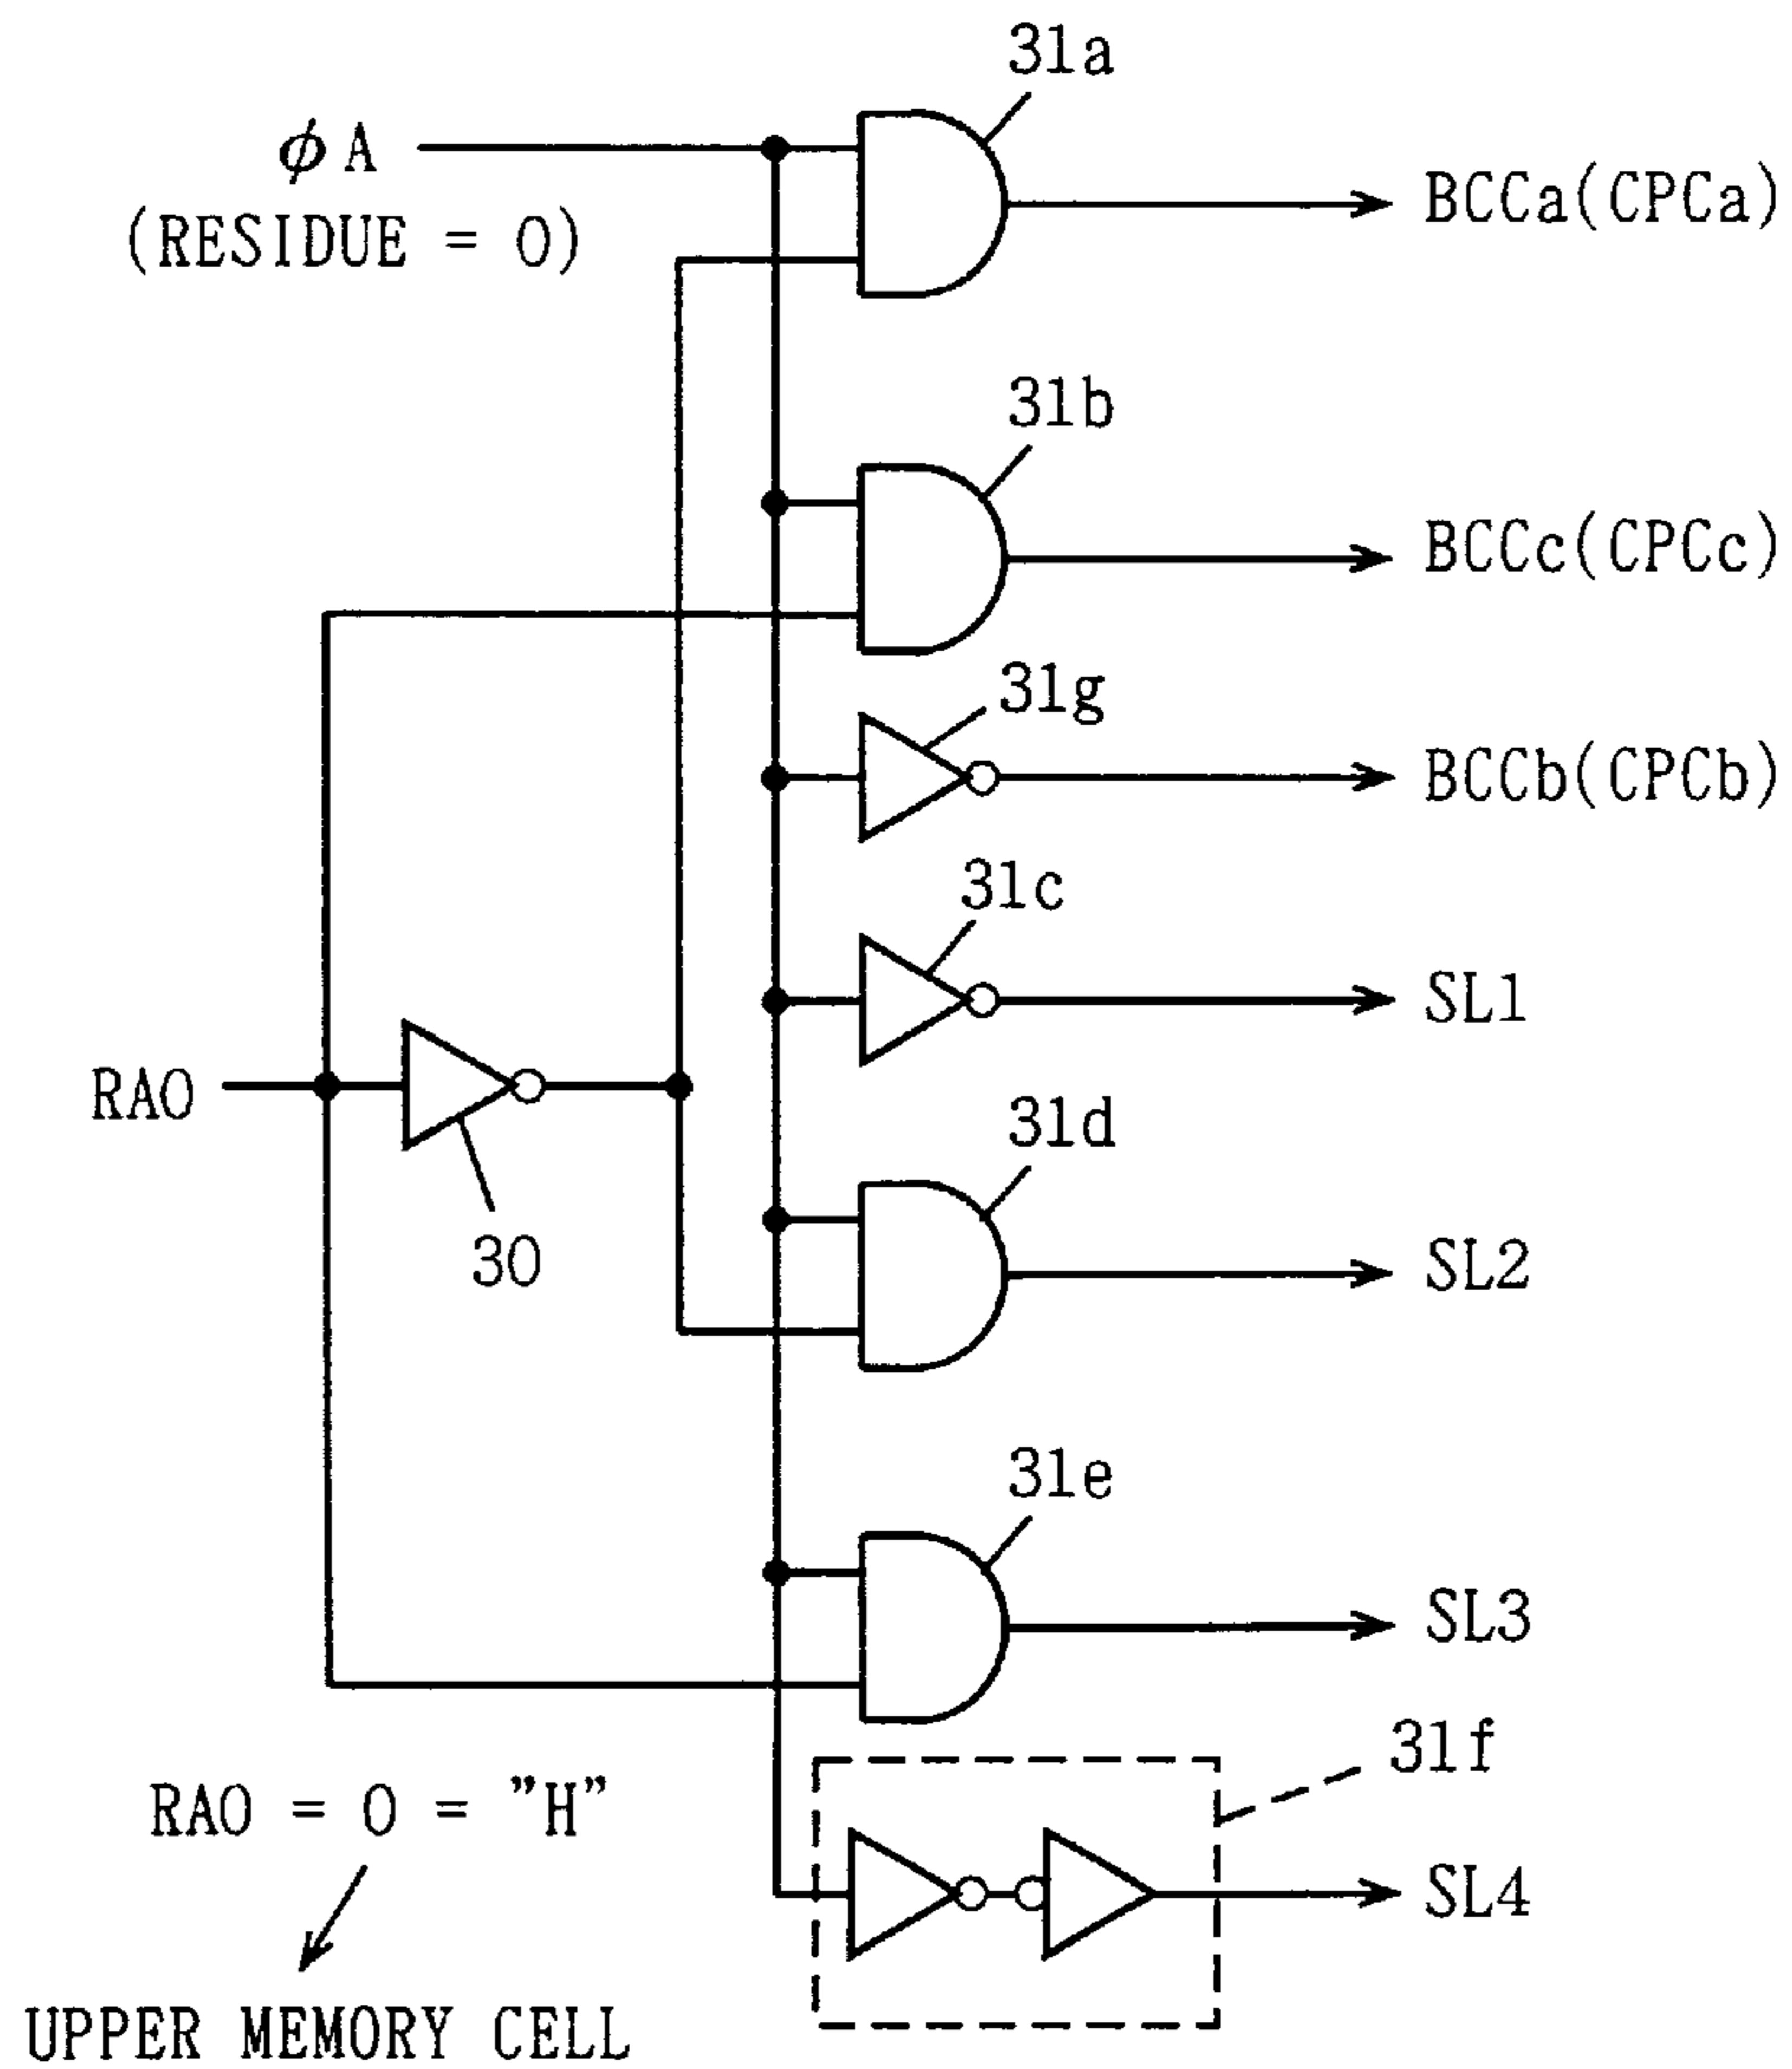 31a
φA
BCCa(CPCa)
(RESIDUE = 0)
31b
BCCc(CPCc)
31g
BCCb(CPCb)
31c
SL1
RA0
31d
30
SL2
31e
SL3
31f
RA0 = 0 = ”H”
SL4
UPPER MEMORY CELL